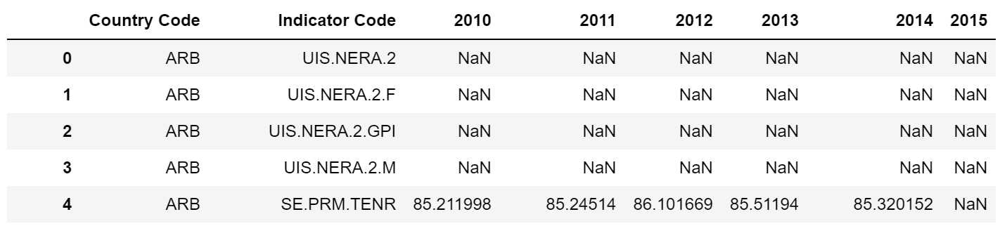 Country Code Indicator Code 2010 2011 2012 2013 2014 2015
0 ARB UIS.NERA.2 NaN NaN NaN NaN NaN NaN
1 ARB UIS.NERA.2.F NaN NaN NaN NaN NaN NaN
2 ARB UIS.NERA.2.GPI NaN NaN NaN NaN NaN NaN
3 ARB UIS.NERA.2.M NaN NaN NaN NaN NaN NaN
4 ARB SE.PRM.TENR 85.211998 85.24514 86.101669 85.51194 85.320152 NaN